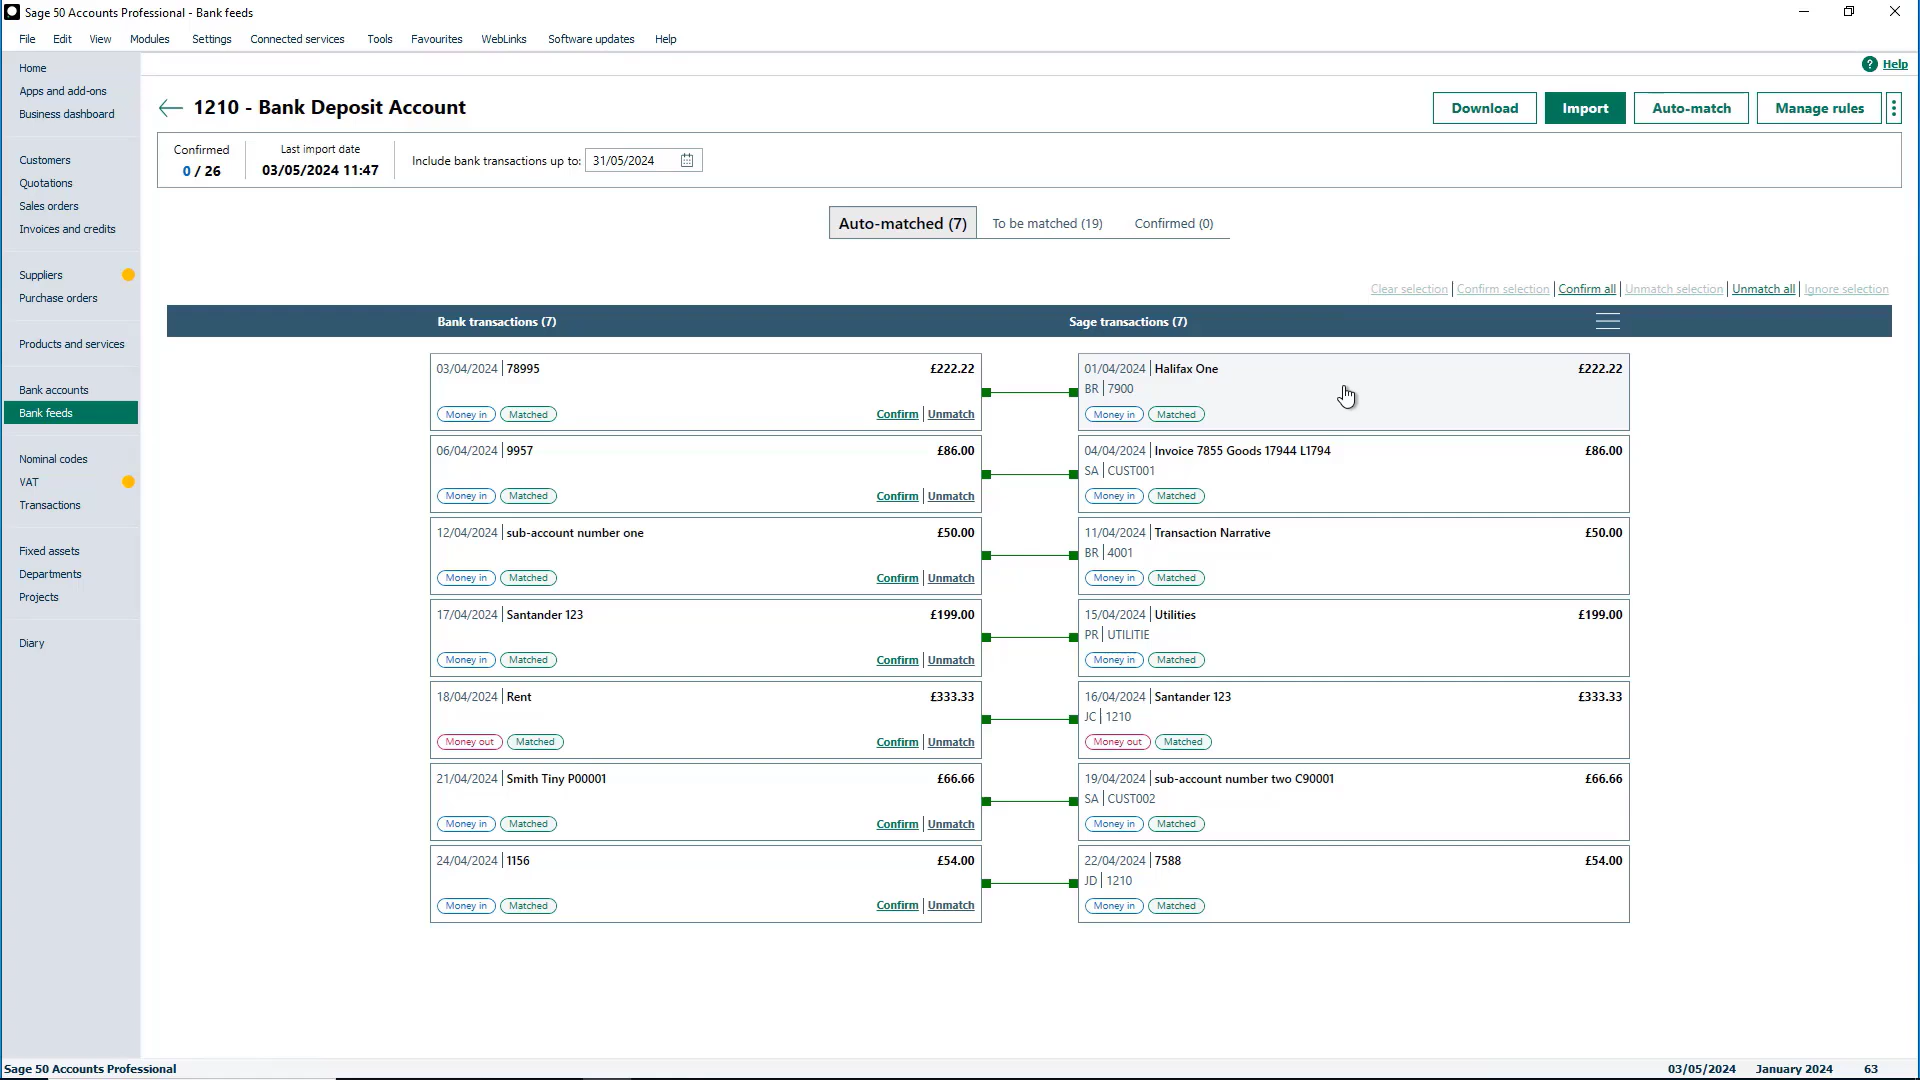 Sage 50 Accounts Professional - Bank feeds
File Edit View Modules Settings Connected services Tools Favourites WebLinks Software updates Help
? Help
Home
Apps and add-ons
Business dashboard
Customers
Quotations
Sales orders
Invoices and credits
Suppliers
Purchase orders
Products and services
Bank accounts
Bank feeds
Nominal codes
VAT
Transactions
Fixed assets
Departments
Projects
Diary
1210 - Bank Deposit Account
Download Import Auto-match Manage rules
Confirmed
0 / 26
Last import date
03/05/2024 11:47
Include bank transactions up to: 31/05/2024
Auto-matched (7) To be matched (19) Confirmed (0)
Clear selection Confirm selection Confirm all Unmatch selection Unmatch all Ignore selection
Bank transactions (7) Sage transactions (7)
03/04/2024 78995 £222.22
Money in Matched Confirm Unmatch
01/04/2024 Halifax One £222.22
BR 7900
Money in Matched
06/04/2024 9957 £86.00
Money in Matched Confirm Unmatch
04/04/2024 Invoice 7855 Goods 17944 L1794 £86.00
SA CUST001
Money in Matched
12/04/2024 sub-account number one £50.00
Money in Matched Confirm Unmatch
11/04/2024 Transaction Narrative £50.00
BR 4001
Money in Matched
17/04/2024 Santander 123 £199.00
Money in Matched Confirm Unmatch
15/04/2024 Utilities £199.00
PR UTILITIE
Money in Matched
18/04/2024 Rent £333.33
Money out Matched Confirm Unmatch
16/04/2024 Santander 123 £333.33
JC 1210
Money out Matched
21/04/2024 Smith Tiny P00001 £66.66
Money in Matched Confirm Unmatch
19/04/2024 sub-account number two C90001 £66.66
SA CUST002
Money in Matched
24/04/2024 1156 £54.00
Money in Matched Confirm Unmatch
22/04/2024 7588 £54.00
JD 1210
Money in Matched
Sage 50 Accounts Professional 03/05/2024 January 2024 63